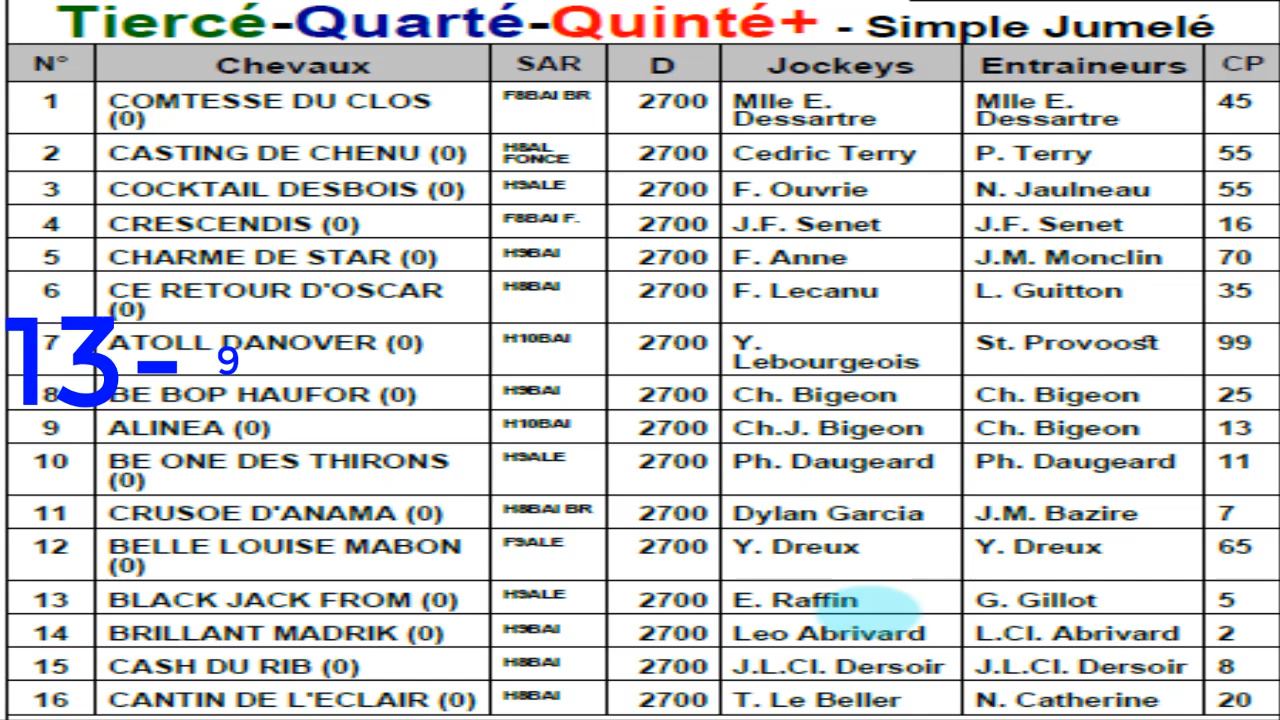 Tiercé-Quarté-Quinté+ - Simple Jumelé
N° Chevaux SAR D Jockeys Entraineurs CP
1 COMTESSE DU CLOS (0) F8BAI BR 2700 Mlle E. Dessartre Mlle E. Dessartre 45
2 CASTING DE CHENU (0) H8AL FONCE 2700 Cedric Terry P. Terry 55
3 COCKTAIL DESBOIS (0) H9ALE 2700 F. Ouvrie N. Jaulneau 55
4 CRESCENDIS (0) F8BAI F. 2700 J.F. Senet J.F. Senet 16
5 CHARME DE STAR (0) H9BAI 2700 F. Anne J.M. Monclin 70
6 CE RETOUR D'OSCAR (0) H8BAI 2700 F. Lecanu L. Guitton 35
7 ATOLL DANOVER (0) H10BAI 2700 Y. Lebourgeois St. Provoost 99
13- 9
8 BE BOP HAUFOR (0) H9BAI 2700 Ch. Bigeon Ch. Bigeon 25
9 ALINEA (0) H10BAI 2700 Ch.J. Bigeon Ch. Bigeon 13
10 BE ONE DES THIRONS (0) H9ALE 2700 Ph. Daugeard Ph. Daugeard 11
11 CRUSOE D'ANAMA (0) H8BAI BR 2700 Dylan Garcia J.M. Bazire 7
12 BELLE LOUISE MABON (0) F9ALE 2700 Y. Dreux Y. Dreux 65
13 BLACK JACK FROM (0) H9ALE 2700 E. Raffin G. Gillot 5
14 BRILLANT MADRIK (0) H9BAI 2700 Leo Abrivard L.Cl. Abrivard 2
15 CASH DU RIB (0) H8BAI 2700 J.L.Cl. Dersoir J.L.Cl. Dersoir 8
16 CANTIN DE L'ECLAIR (0) H8BAI 2700 T. Le Beller N. Catherine 20